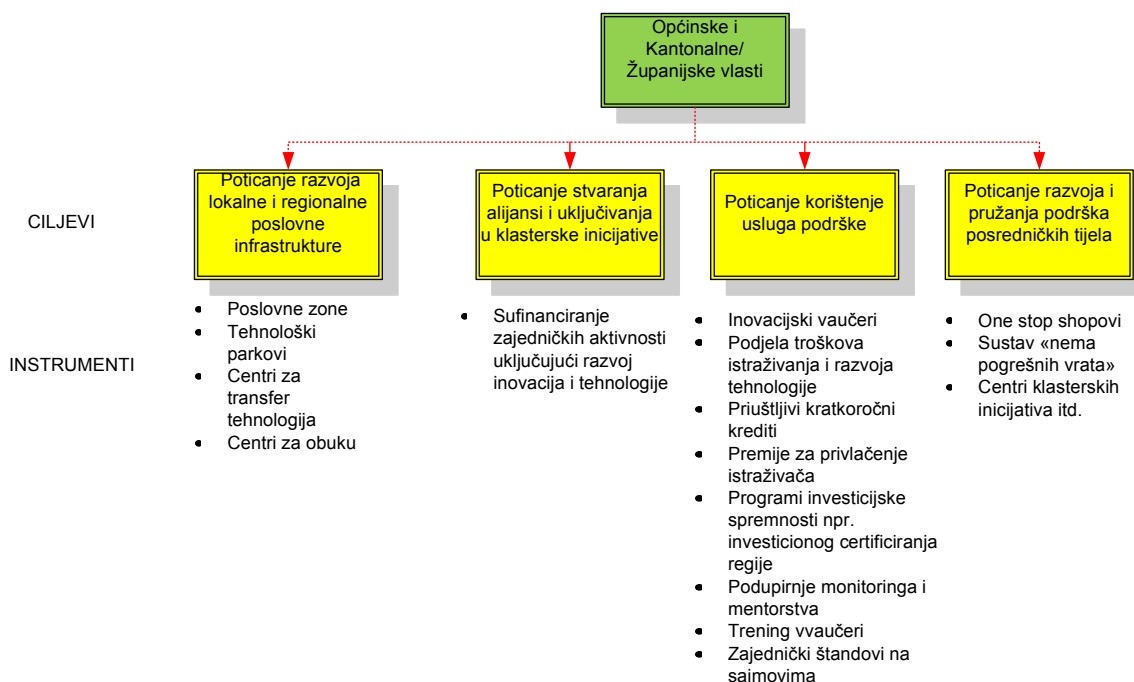 Općinske i
Kantonalne/
Županijske vlasti
CILJEVI
Poticanje razvoja
lokalne i regionalne
poslovne
infrastrukture
Poticanje stvaranja
alijansi i uključivanja
u klasterske inicijative
Poticanje korištenje
usluga podrške
Poticanje razvoja i
pružanja podrška
posredničkih tijela
INSTRUMENTI
• Poslovne zone
• Tehnološki
parkovi
• Centri za
transfer
tehnologija
• Centri za obuku
• Sufinanciranje
zajedničkih aktivnosti
uključujući razvoj
inovacija i tehnologije
• Inovacijski vaučeri
• Podjela troškova
istraživanja i razvoja
tehnologije
• Priuštljivi kratkoročni
krediti
• Premije za privlačenje
istraživača
• Programi investicijske
spremnosti npr.
investicionog certificiranja
regije
• Podupirnje monitoringa i
mentorstva
• Trening vvaučeri
• Zajednički štandovi na
sajmovima
• One stop shopovi
• Sustav «nema
pogrešnih vrata»
• Centri klasterskih
inicijativa itd.